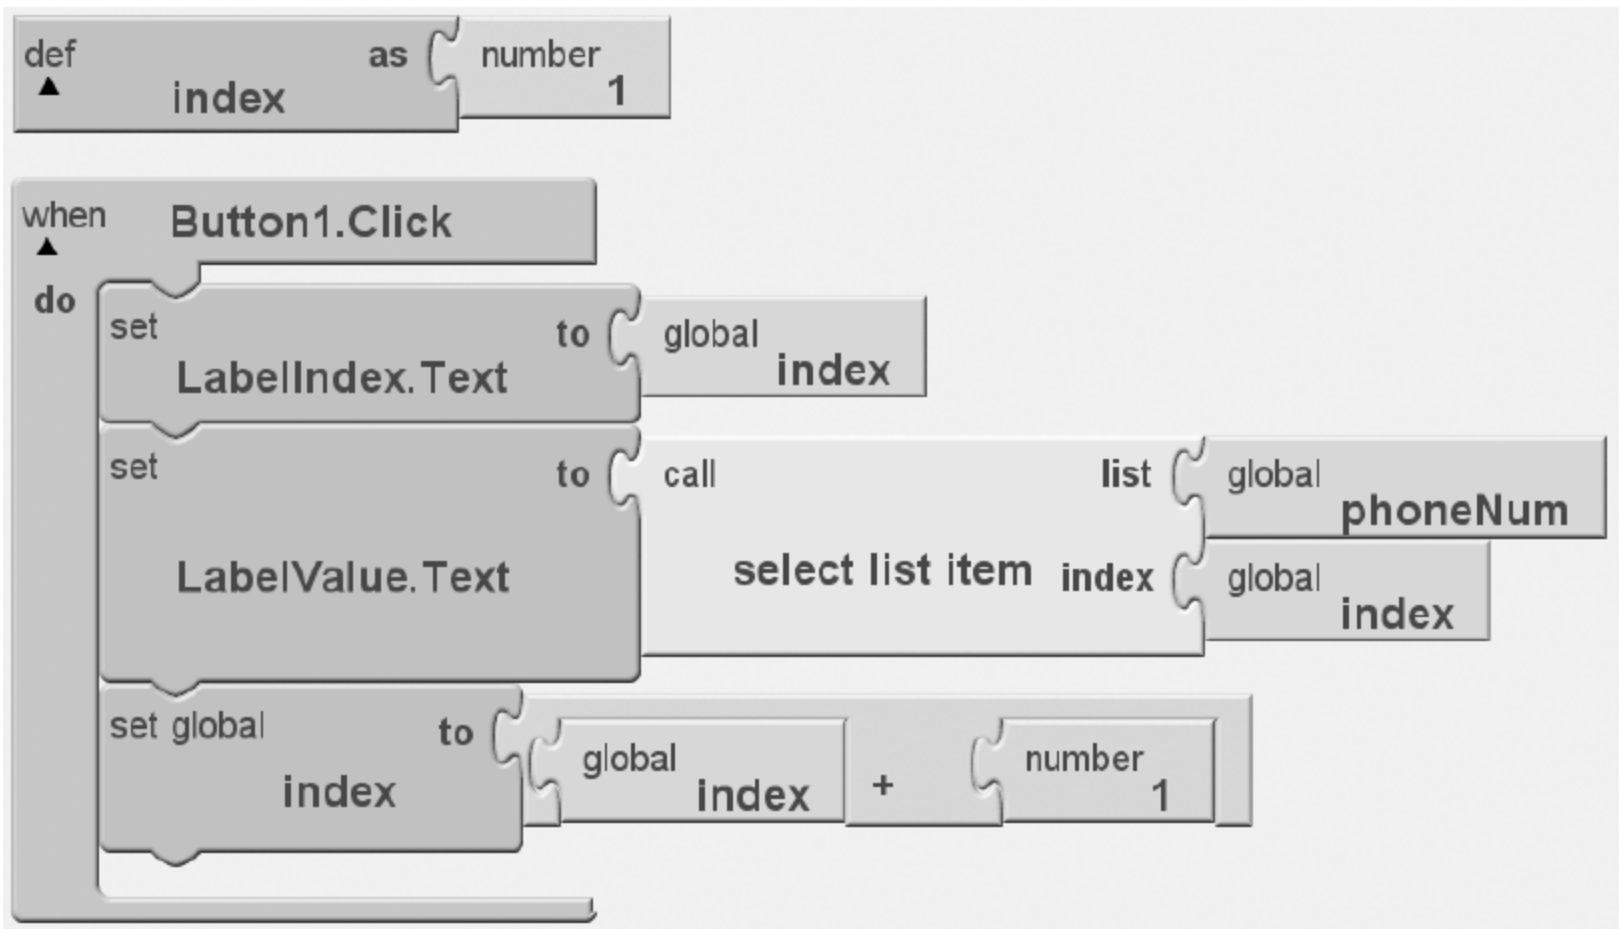 def as number
index 1
when Button1.Click
do
set to global
LabelIndex.Text index
set to call list global
phoneNum
LabelValue.Text select list item index global
index
set global to global index + number 1
index